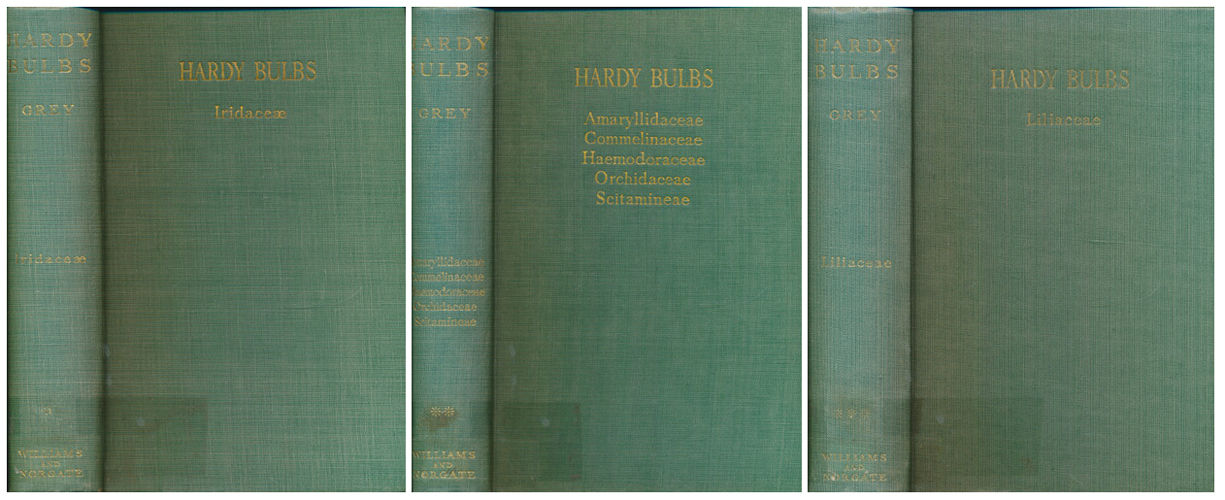 HARDY
BULBS
GREY
Iridaceæ
WILLIAMS
AND
NORGATE
HARDY BULBS
Iridaceæ
HARDY
BULBS
GREY
Amaryllidaceae
Commelinaceae
Haemodoraceae
Orchidaceae
Scitamineae
**
WILLIAMS
AND
NORGATE
HARDY BULBS
Amaryllidaceae
Commelinaceae
Haemodoraceae
Orchidaceae
Scitamineae
HARDY
BULBS
GREY
Liliaceae
***
WILLIAMS
AND
NORGATE
HARDY BULBS
Liliaceae